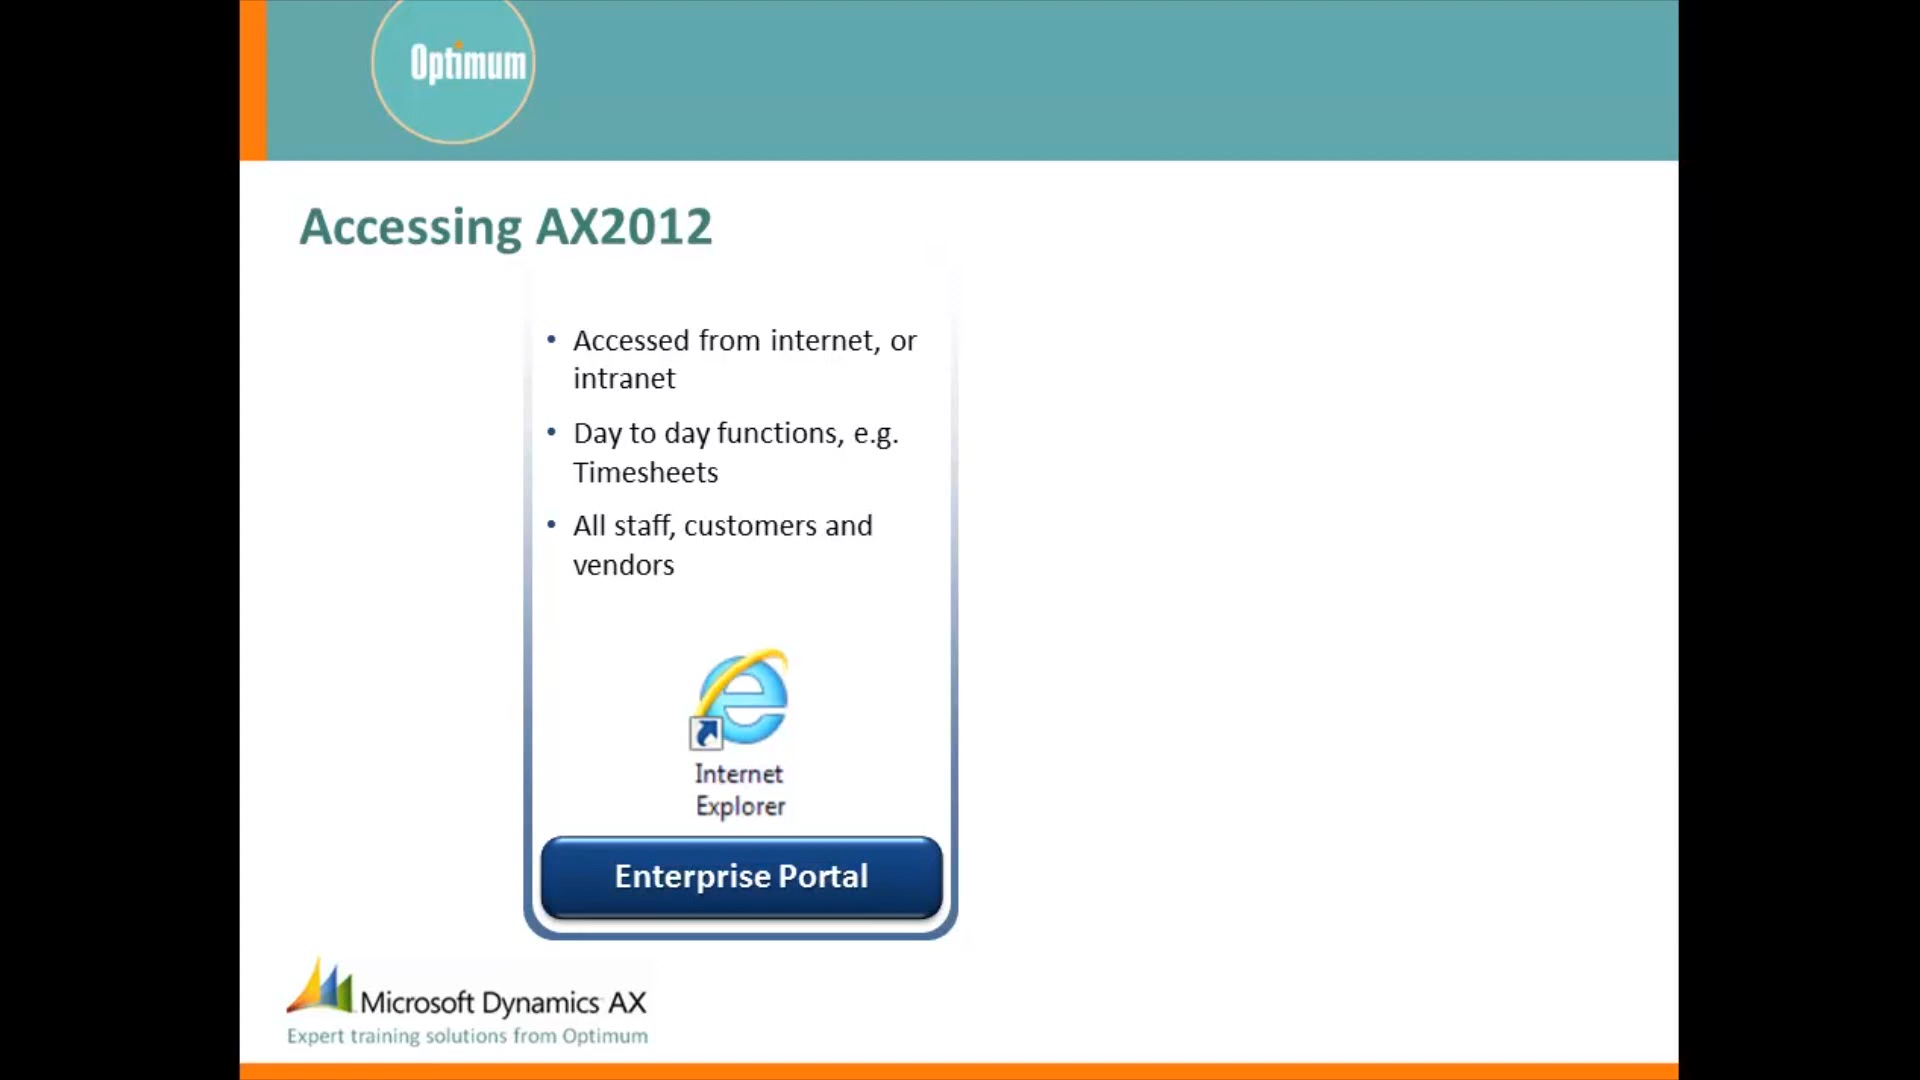 Optimum
Accessing AX2012
• Accessed from internet, or
intranet
• Day to day functions, e.g.
Timesheets
• All staff, customers and
vendors
Internet
Explorer
Enterprise Portal
Microsoft Dynamics AX
Expert training solutions from Optimum